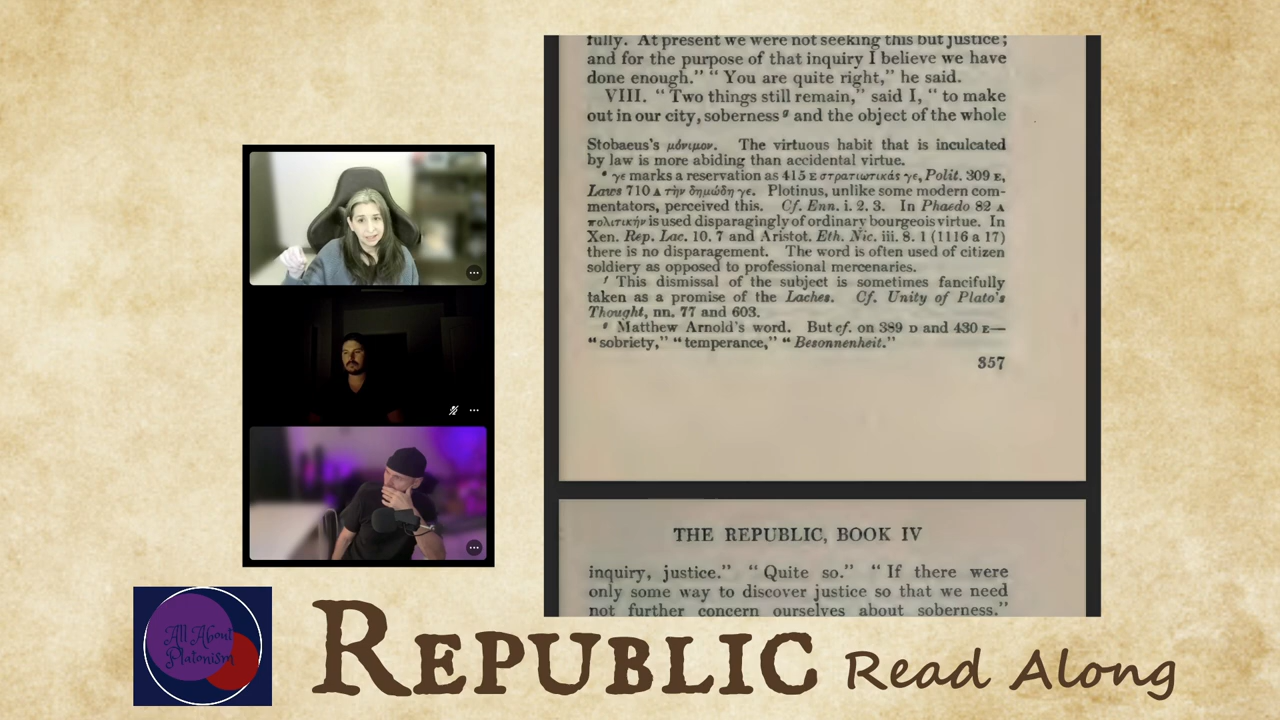 fully. At present we were not seeking this but justice;
and for the purpose of that inquiry I believe we have
done enough.” “ You are quite right,” he said.
VIII. “ Two things still remain,” said I, “ to make
out in our city, soberness g and the object of the whole
Stobaeus's μόνιμον. The virtuous habit that is inculcated
by law is more abiding than accidental virtue.
e γε marks a reservation as 415 E στρατιωτικάς γε, Polit. 309 E,
Laws 710 A τὴν δημώδη γε. Plotinus, unlike some modern com-
mentators, perceived this. Cf. Enn. i. 2. 3. In Phaedo 82 A
πολιτικήν is used disparagingly of ordinary bourgeois virtue. In
Xen. Rep. Lac. 10. 7 and Aristot. Eth. Nic. iii. 8. 1 (1116 a 17)
there is no disparagement. The word is often used of citizen
soldiery as opposed to professional mercenaries.
f This dismissal of the subject is sometimes fancifully
taken as a promise of the Laches. Cf. Unity of Plato's
Thought, nn. 77 and 603.
g Matthew Arnold's word. But cf. on 389 D and 430 E—
“ sobriety,” “ temperance,” “ Besonnenheit.”
357
THE REPUBLIC, BOOK IV
inquiry, justice.” “ Quite so.” “ If there were
only some way to discover justice so that we need
not further concern ourselves about soberness.”
All About
Platonism
REPUBLIC Read Along